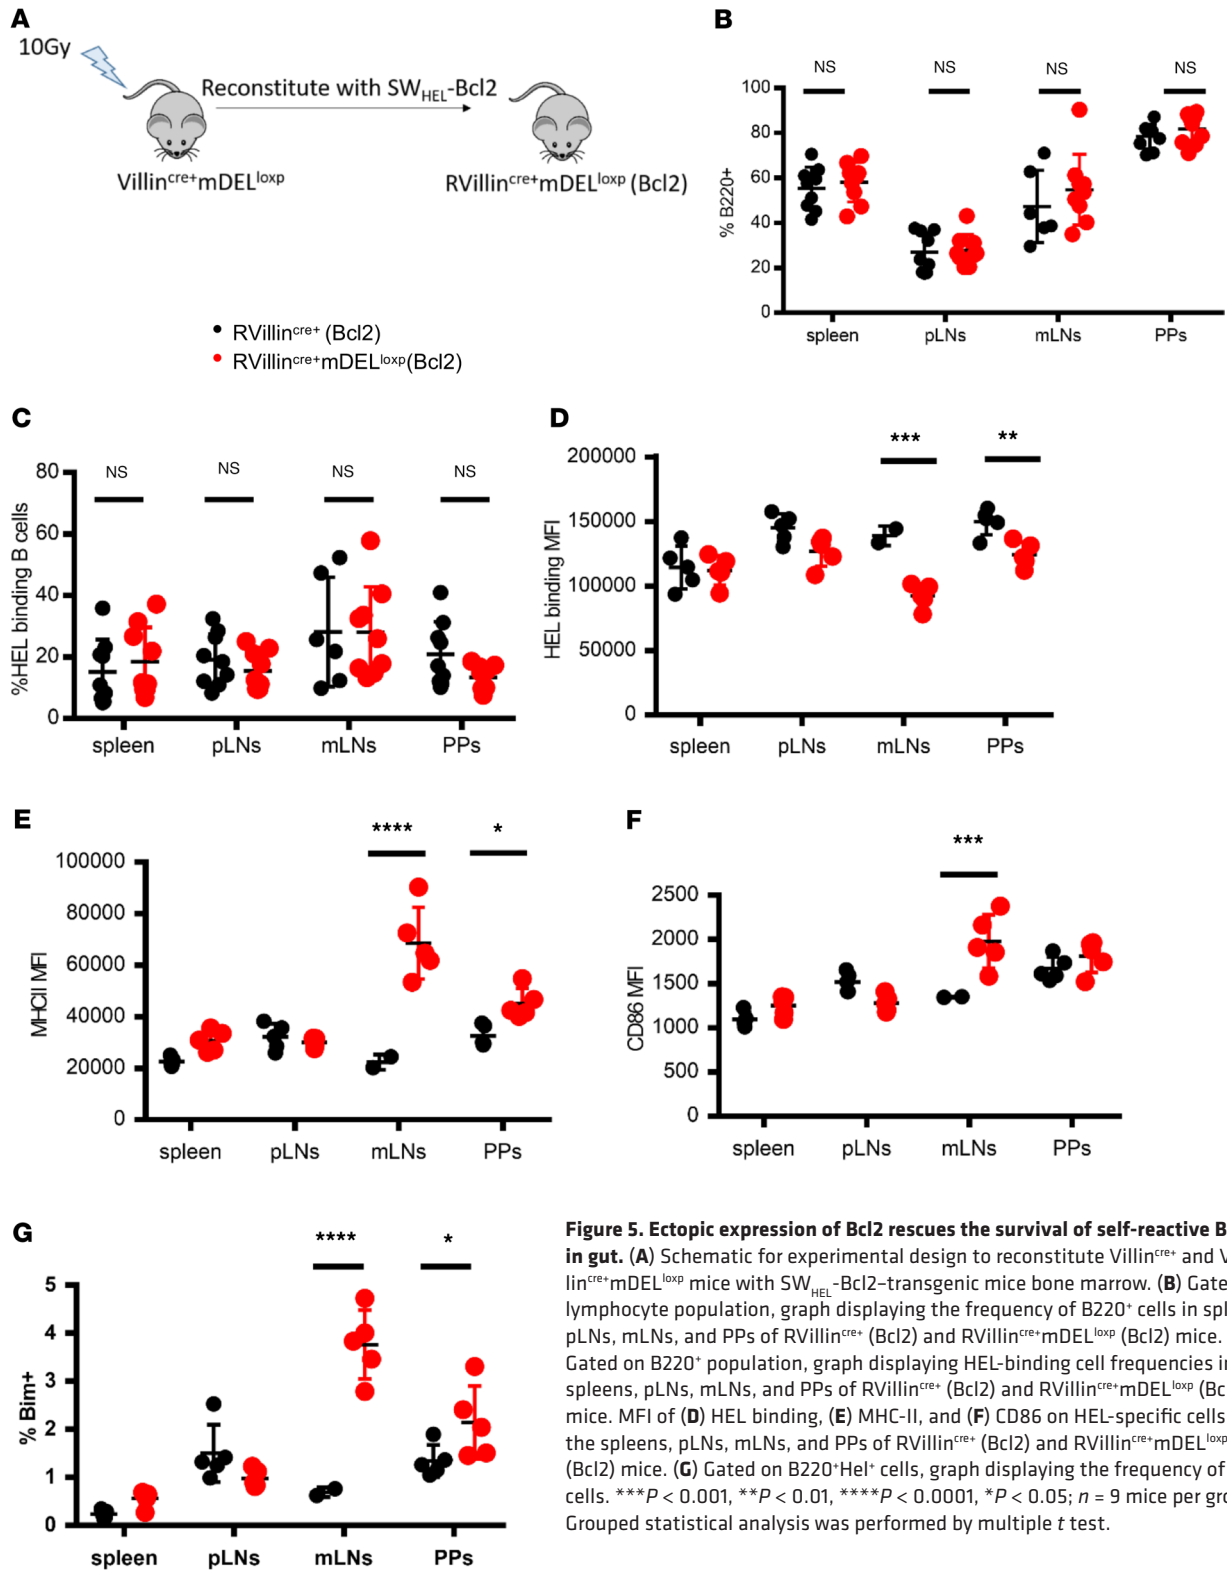 A
10Gy
Reconstitute with SWHEL-Bcl2
Villincre+mDELloxp
RVillincre+mDELloxp (Bcl2)
RVillincre+ (Bcl2)
RVillincre+mDELloxp(Bcl2)
B
NS NS NS NS
% B220+
100
80
60
40
20
0
spleen pLNs mLNs PPs
C
NS NS NS NS
%HEL binding B cells
80
60
40
20
0
spleen pLNs mLNs PPs
D
*** **
HEL binding MFI
200000
150000
100000
50000
0
spleen pLNs mLNs PPs
E
**** *
MHCII MFI
100000
80000
60000
40000
20000
0
spleen pLNs mLNs PPs
F
***
CD86 MFI
2500
2000
1500
1000
500
0
spleen pLNs mLNs PPs
G
**** *
% Bim+
5
4
3
2
1
0
spleen pLNs mLNs PPs
Figure 5. Ectopic expression of Bcl2 rescues the survival of self-reactive B
in gut. (A) Schematic for experimental design to reconstitute Villincre+ and V
lincre+mDELloxp mice with SWHEL-Bcl2–transgenic mice bone marrow. (B) Gate
lymphocyte population, graph displaying the frequency of B220+ cells in spl
pLNs, mLNs, and PPs of RVillincre+ (Bcl2) and RVillincre+mDELloxp (Bcl2) mice.
Gated on B220+ population, graph displaying HEL-binding cell frequencies i
spleens, pLNs, mLNs, and PPs of RVillincre+ (Bcl2) and RVillincre+mDELloxp (Bc
mice. MFI of (D) HEL binding, (E) MHC-II, and (F) CD86 on HEL-specific cells
the spleens, pLNs, mLNs, and PPs of RVillincre+ (Bcl2) and RVillincre+mDELloxp
(Bcl2) mice. (G) Gated on B220+Hel+ cells, graph displaying the frequency of
cells. ***P < 0.001, **P < 0.01, ****P < 0.0001, *P < 0.05; n = 9 mice per gro
Grouped statistical analysis was performed by multiple t test.